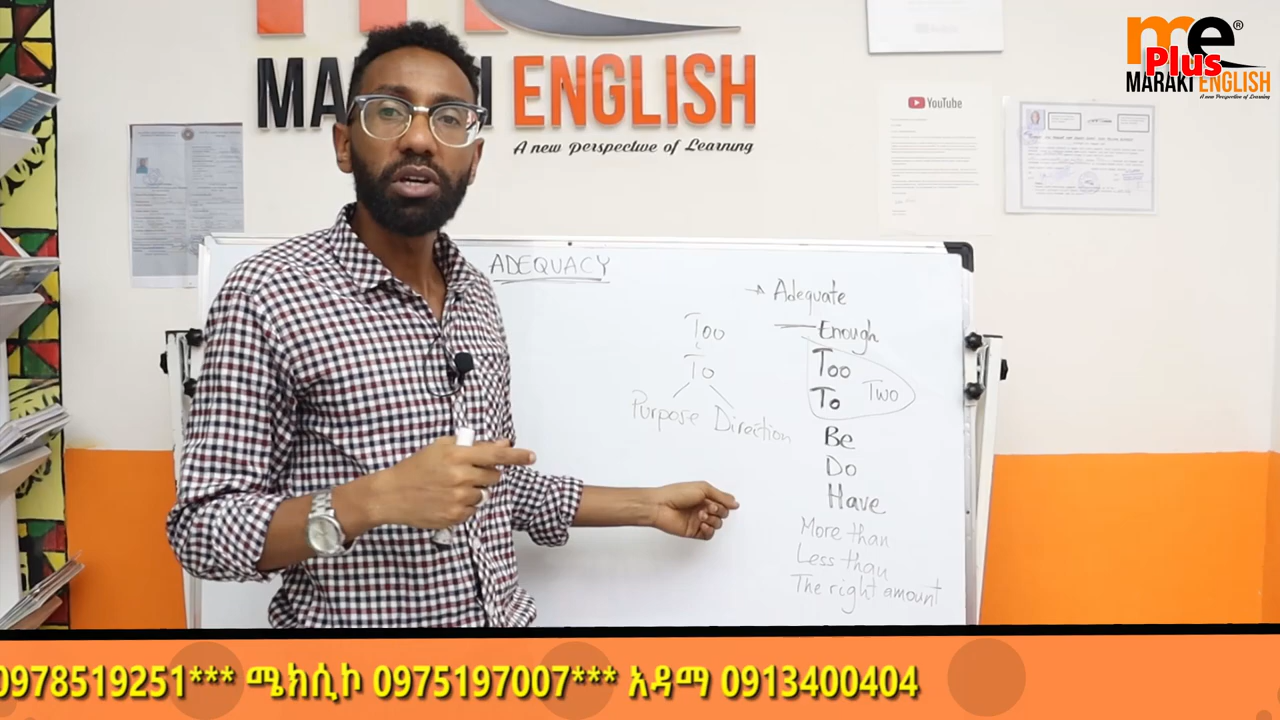 MARAKI ENGLISH
A new perspective of Learning
me®
Plus
MARAKI ENGLISH
A new Perspective of Learning
YouTube
ADEQUACY
→ Adequate
Enough
Too
To
Two
Be
Do
Have
More than
Less than
The right amount
Too
To
Purpose Direction
0978519251*** ሜክሲኮ 0975197007*** አዳማ 0913400404